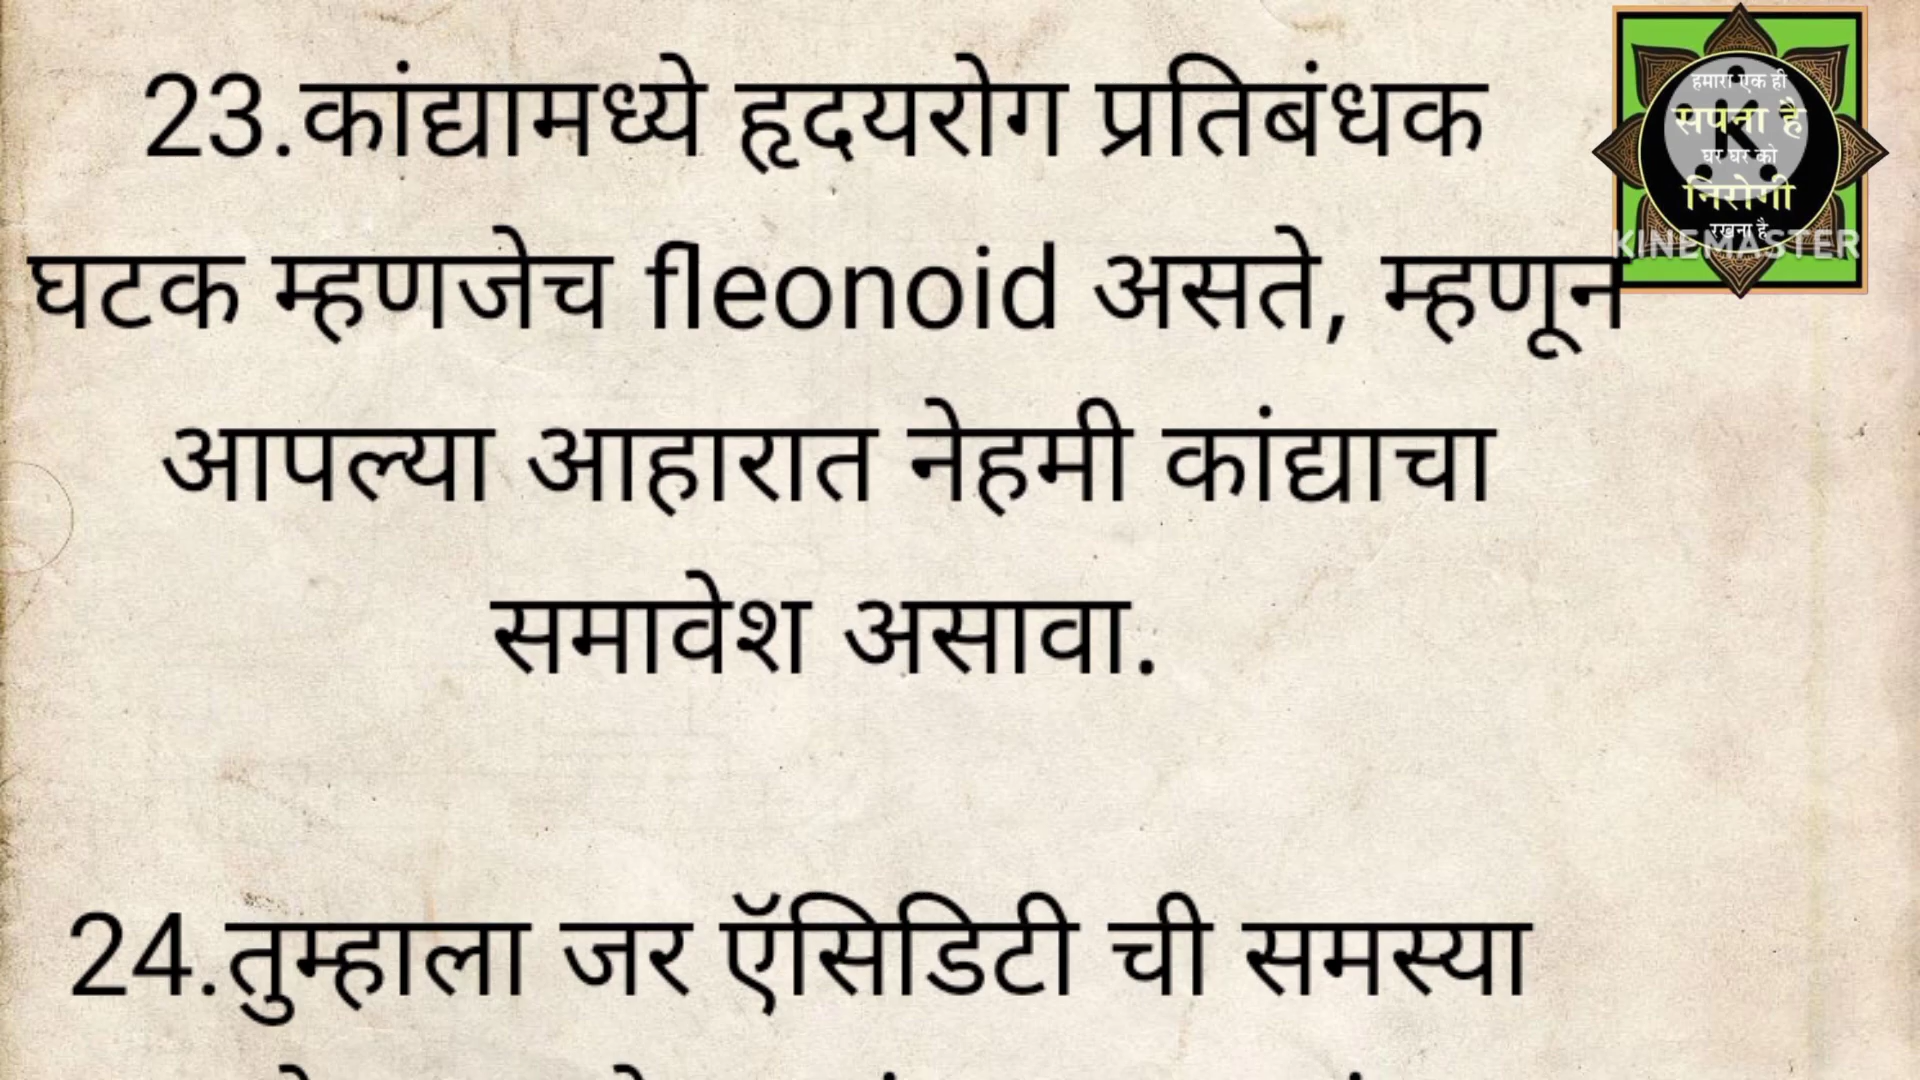 23.कांद्यामध्ये हृदयरोग प्रतिबंधक
घटक म्हणजेच fleonoid असते, म्हणून
आपल्या आहारात नेहमी कांद्याचा
समावेश असावा.
24.तुम्हाला जर ऍसिडिटी ची समस्या
हमारा एक ही
सपना है
घर घर को
निरोगी
रखना है
K
KINEMASTER